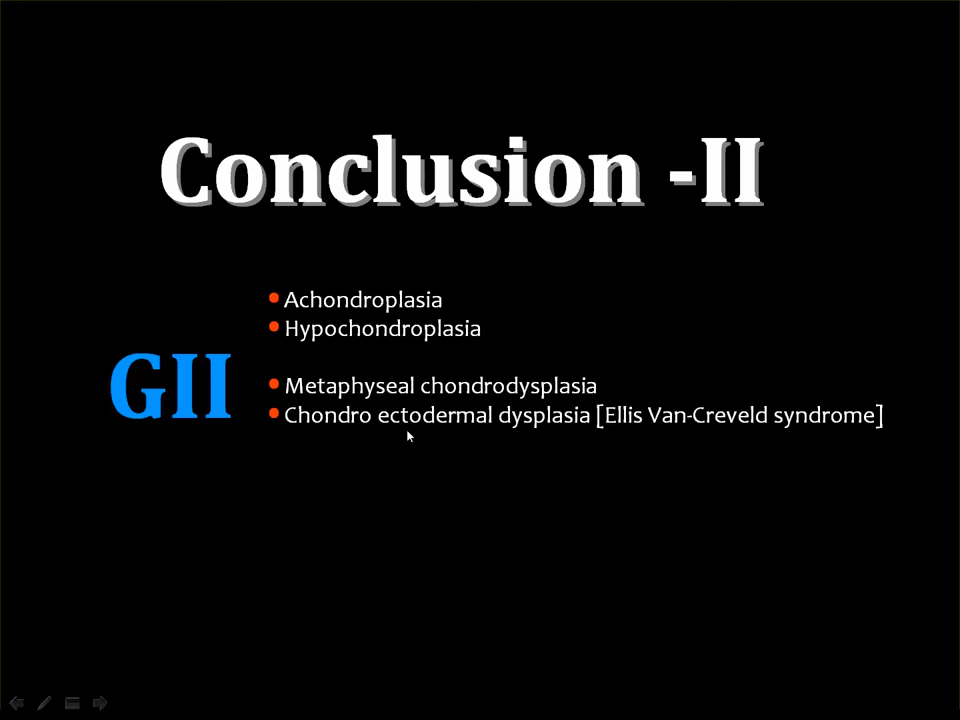 Conclusion -II
GII
• Achondroplasia
• Hypochondroplasia
• Metaphyseal chondrodysplasia
• Chondro ectodermal dysplasia [Ellis Van-Creveld syndrome]